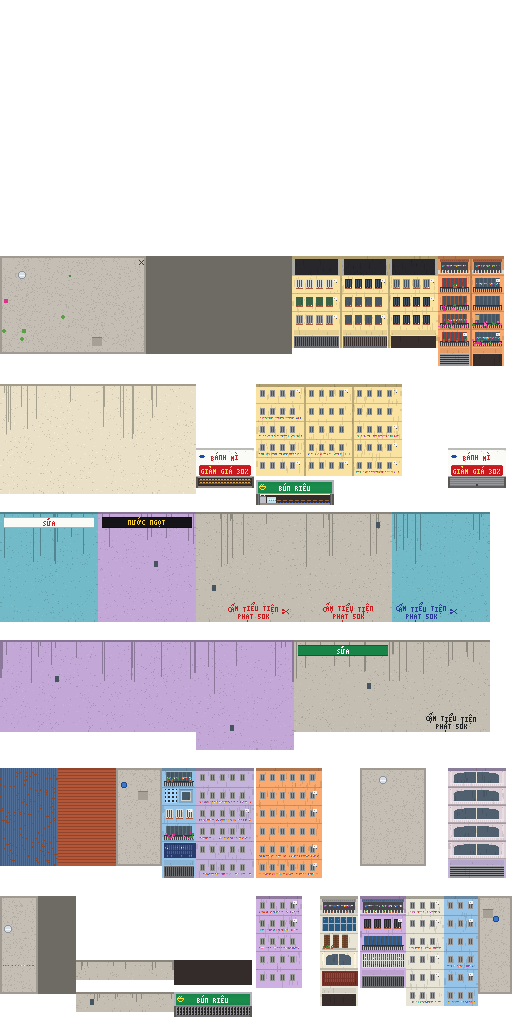 BÁNH MÌ
GIẢM GIÁ 30%
BÁNH MÌ
GIẢM GIÁ 30%
BÚN RIÊU
SỮA
NƯỚC NGỌT
CẤM TIỂU TIỆN
PHẠT 50K
CẤM TIỂU TIỆN
PHẠT 50K
CẤM TIỂU TIỆN
PHẠT 50K
SỮA
CẤM TIỂU TIỆN
PHẠT 50K
BÚN RIÊU